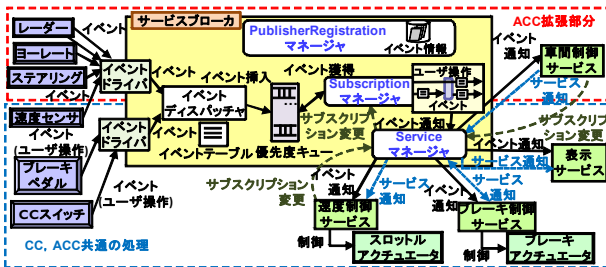 サービスブローカ
ACC拡張部分
レーダー
イベント
PublisherRegistration
マネージャ
イベント情報
イベント
通知
車間制御
サービス
ヨーレート
ステアリング
イベント
イベント
ドライバ
イベント
イベント挿入
イベント獲得
Subscription
マネージャ
ユーザ操作
イベント
サービス
通知
イベント
ディスパッチャ
速度センサ
イベント
(ユーザ操作)
イベント
ドライバ
イベント
イベントテーブル
優先度キュー
サブスクリ
プション変更
イベント通知
Service
マネージャ
サブスクリ
プション変更
イベント通知
サービス通知
表示
サービス
ブレーキ
ペダル
イベント
(ユーザ操作)
CCスイッチ
サブスクリプション
変更
イベント
通知
サービス
通知
サービス
通知
イベント
通知
速度制御
サービス
ブレーキ制御
サービス
CC, ACC共通の処理
制御
スロットル
アクチュエータ
制御
ブレーキ
アクチュエータ